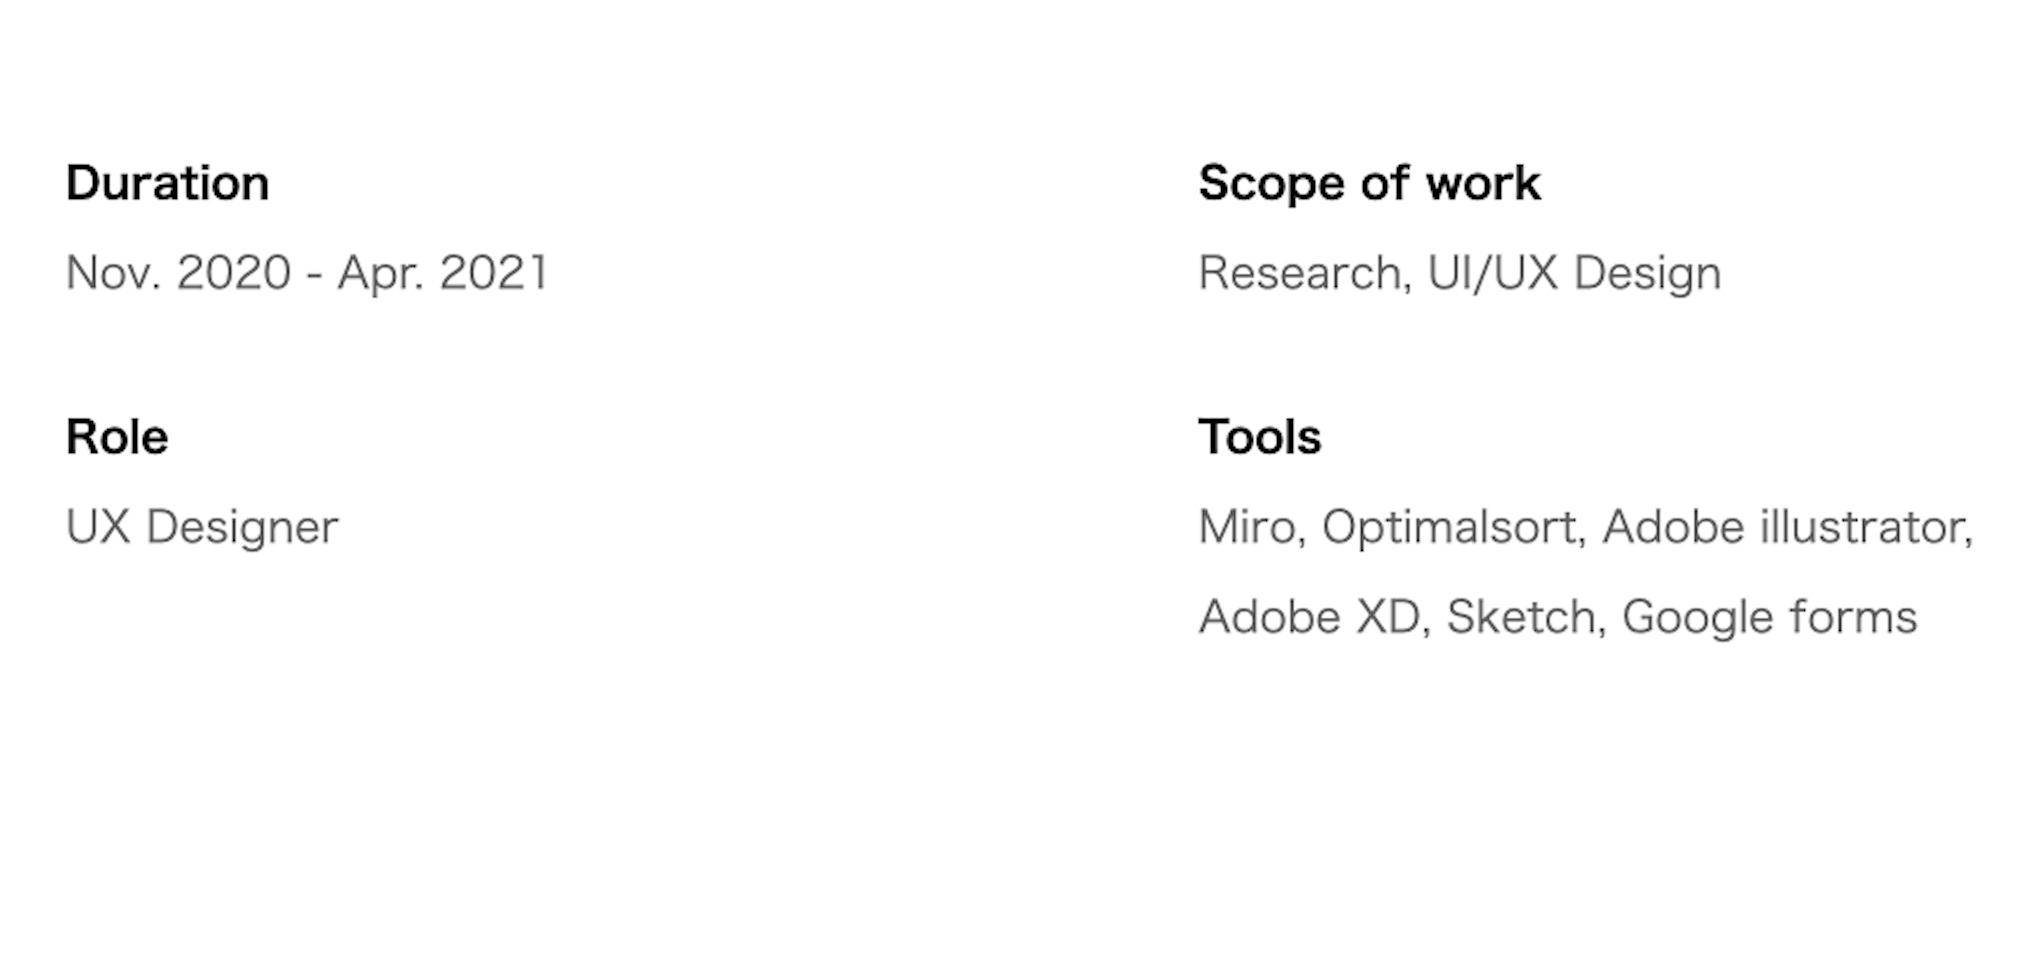 Duration
Nov. 2020 - Apr. 2021
Scope of work
Research, UI/UX Design
Role
UX Designer
Tools
Miro, Optimalsort, Adobe illustrator,
Adobe XD, Sketch, Google forms